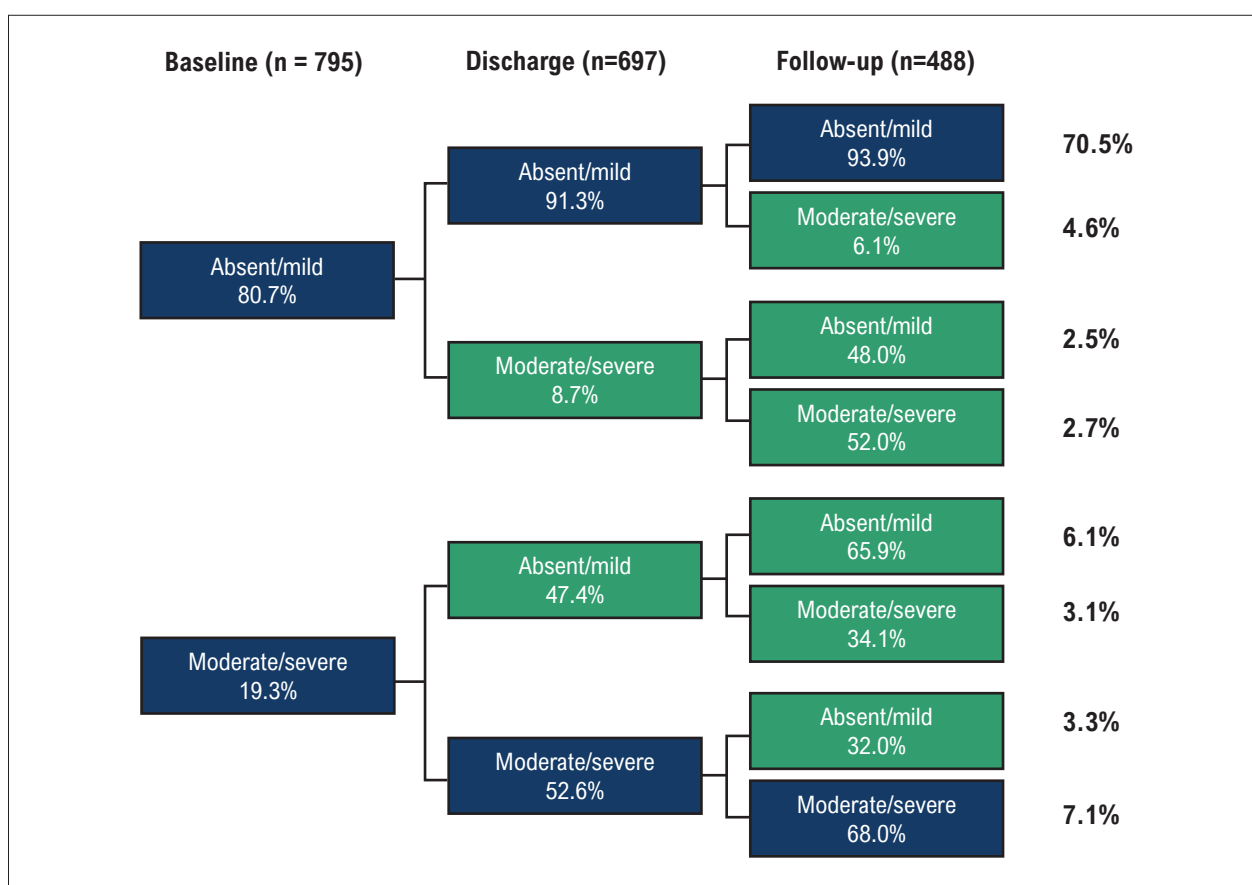 Baseline (n = 795)
Discharge (n=697)
Follow-up (n=488)
Absent/mild
93.9%
70.5%
Absent/mild
91.3%
Moderate/severe
6.1%
4.6%
Absent/mild
80.7%
Absent/mild
48.0%
2.5%
Moderate/severe
8.7%
Moderate/severe
52.0%
2.7%
Absent/mild
65.9%
6.1%
Absent/mild
47.4%
Moderate/severe
34.1%
3.1%
Moderate/severe
19.3%
Absent/mild
32.0%
3.3%
Moderate/severe
52.6%
Moderate/severe
68.0%
7.1%